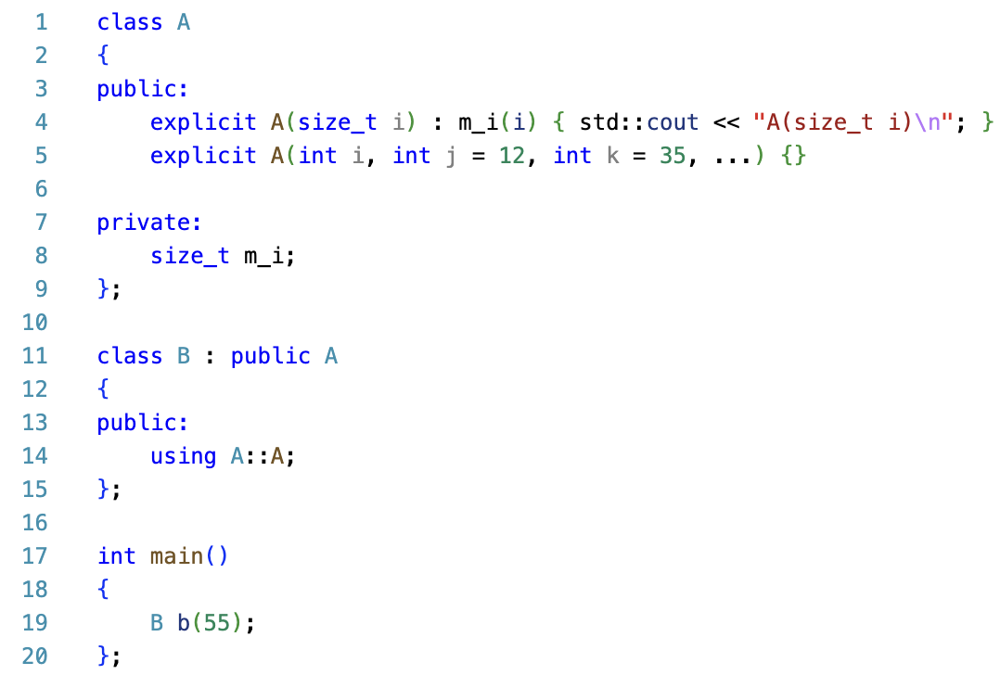 1 class A
2 {
3 public:
4     explicit A(size_t i) : m_i(i) { std::cout << "A(size_t i)\n"; }
5     explicit A(int i, int j = 12, int k = 35, ...) {}
6
7 private:
8     size_t m_i;
9 };
10
11 class B : public A
12 {
13 public:
14     using A::A;
15 };
16
17 int main()
18 {
19     B b(55);
20 };